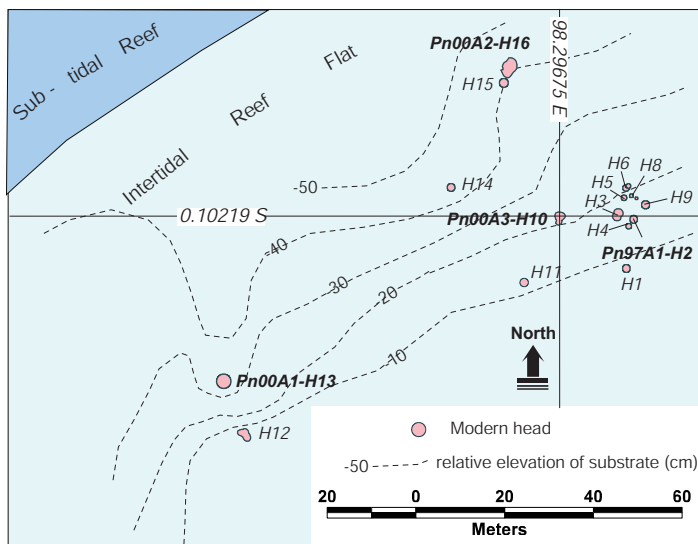 Sub - tidal Reef
Intertidal Reef Flat
Pn00A2-H16
H15
98.29675 E
-50
H14
H6
H8
H5
H9
H3
0.10219 S
Pn00A3-H10
H4
Pn97A1-H2
-40
H11
H1
-30
-20
North
-10
Pn00A1-H13
H12
Modern head
-50 relative elevation of substrate (cm)
20 0 20 40 60
Meters